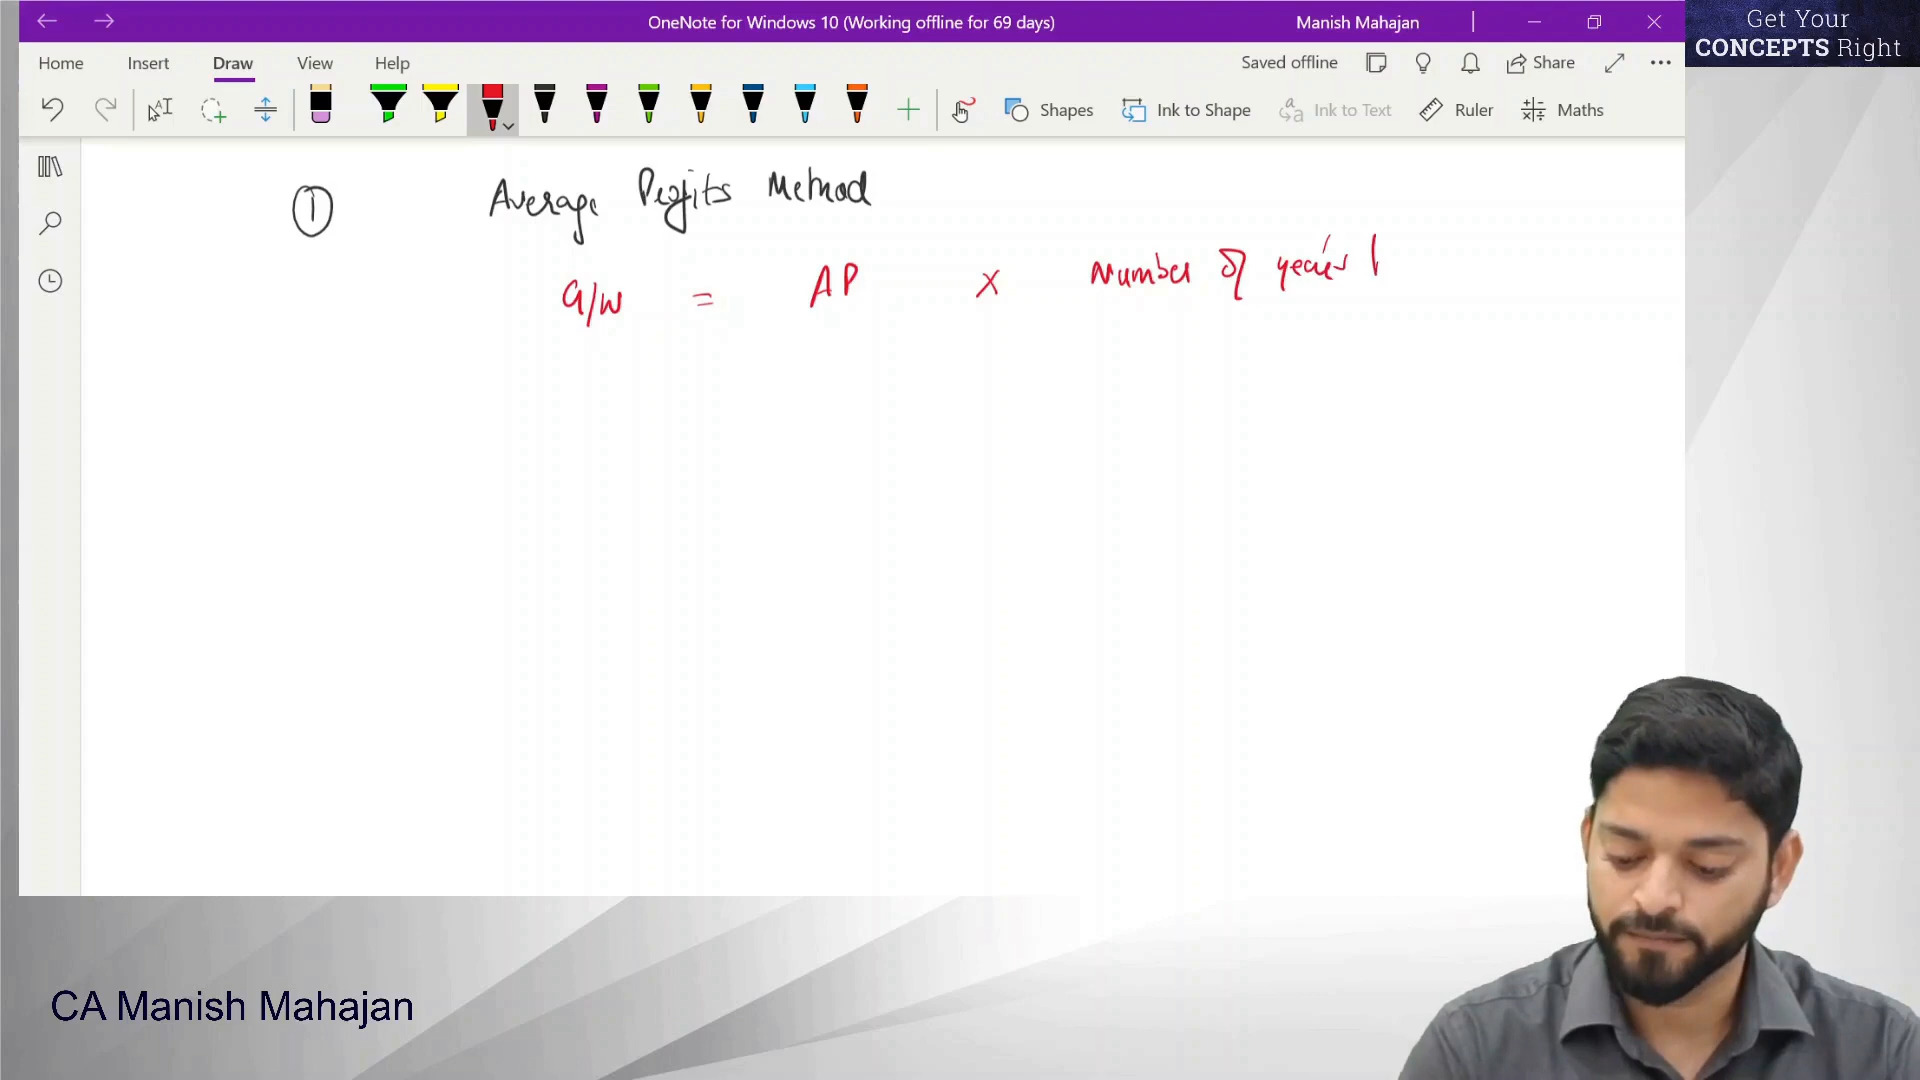 OneNote for Windows 10 (Working offline for 69 days)
Manish Mahajan
Get Your
CONCEPTS Right
Home Insert Draw View Help
Saved offline
Share
Shapes
Ink to Shape
Ink to Text
Ruler
Maths
1 Average Profits Method
G/W = AP x Number of years
CA Manish Mahajan